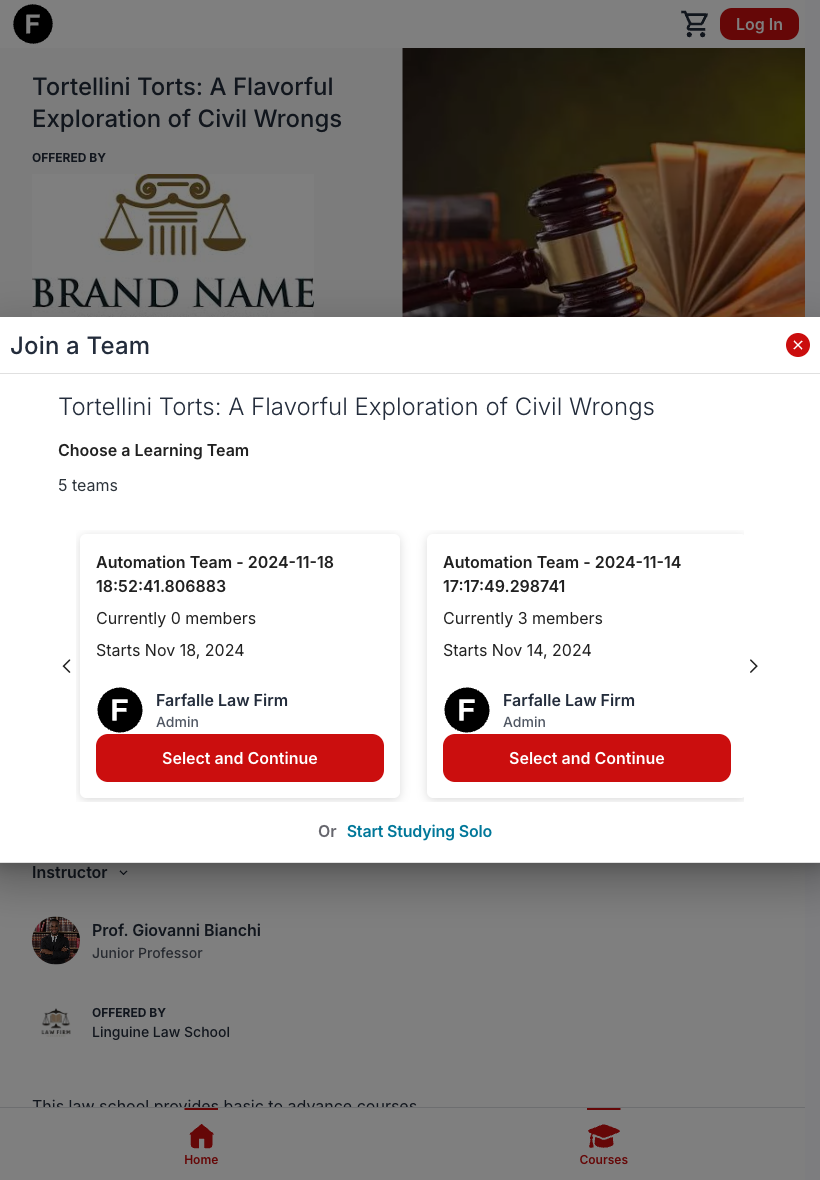 F
Log In
Tortellini Torts: A Flavorful
Exploration of Civil Wrongs
OFFERED BY
BRAND NAME
Join a Team
Tortellini Torts: A Flavorful Exploration of Civil Wrongs
Choose a Learning Team
5 teams
Automation Team - 2024-11-18
18:52:41.806883
Currently 0 members
Starts Nov 18, 2024
F
Farfalle Law Firm
Admin
Select and Continue
Automation Team - 2024-11-14
17:17:49.298741
Currently 3 members
Starts Nov 14, 2024
F
Farfalle Law Firm
Admin
Select and Continue
Or Start Studying Solo
Instructor
Prof. Giovanni Bianchi
Junior Professor
LAW FIRM
OFFERED BY
Linguine Law School
This law school provides basic to advance courses
Home
Courses